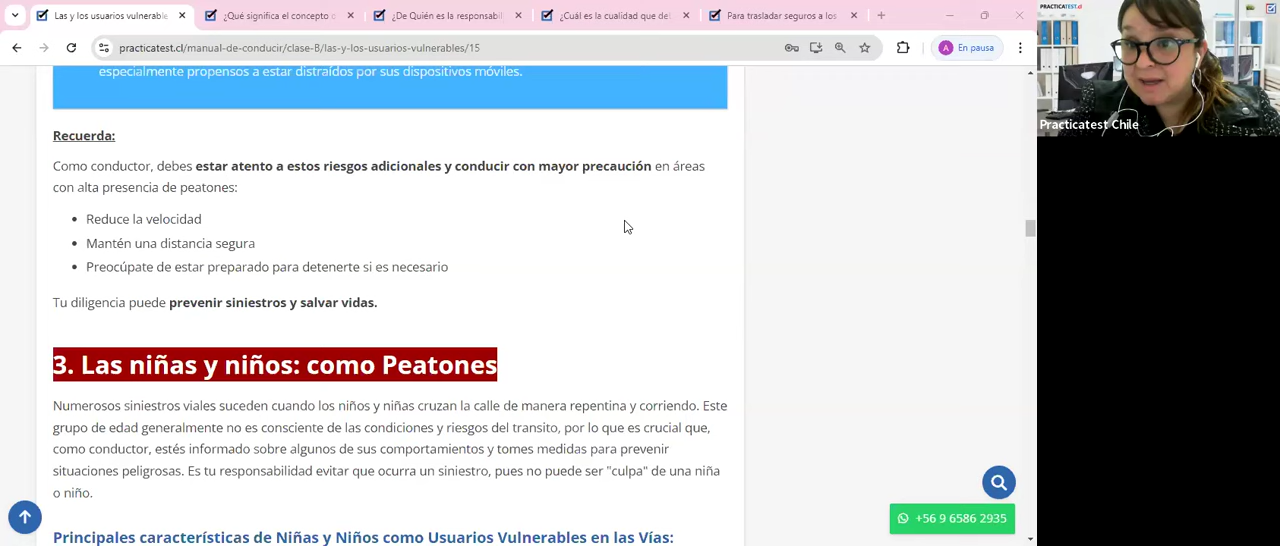 Las y los usuarios vulnerable
¿Qué significa el concepto d
¿De Quién es la responsabil
¿Cuál es la cualidad que de
Para trasladar seguros a los
practicatest.cl/manual-de-conducir/clase-B/las-y-los-usuarios-vulnerables/15
A En pausa
PRACTICATEST.cl
Practicatest Chile
especialmente propensos a estar distraídos por sus dispositivos móviles.
Recuerda:
Como conductor, debes estar atento a estos riesgos adicionales y conducir con mayor precaución en áreas
con alta presencia de peatones:
• Reduce la velocidad
• Mantén una distancia segura
• Preocúpate de estar preparado para detenerte si es necesario
Tu diligencia puede prevenir siniestros y salvar vidas.
3. Las niñas y niños: como Peatones
Numerosos siniestros viales suceden cuando los niños y niñas cruzan la calle de manera repentina y corriendo. Este
grupo de edad generalmente no es consciente de las condiciones y riesgos del transito, por lo que es crucial que,
como conductor, estés informado sobre algunos de sus comportamientos y tomes medidas para prevenir
situaciones peligrosas. Es tu responsabilidad evitar que ocurra un siniestro, pues no puede ser "culpa" de una niña
o niño.
+56 9 6586 2935
Principales características de Niñas y Niños como Usuarios Vulnerables en las Vías: